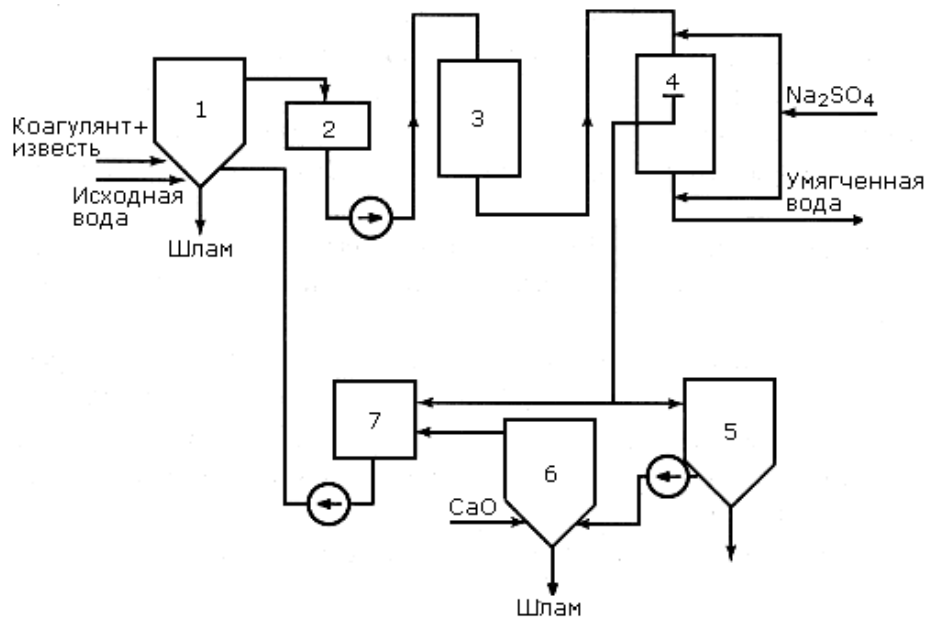 1
2
3
4
Na₂SO₄
Коагулянт+
известь
Исходная
вода
Шлам
Умягченная
вода
7
6
5
CaO
Шлам